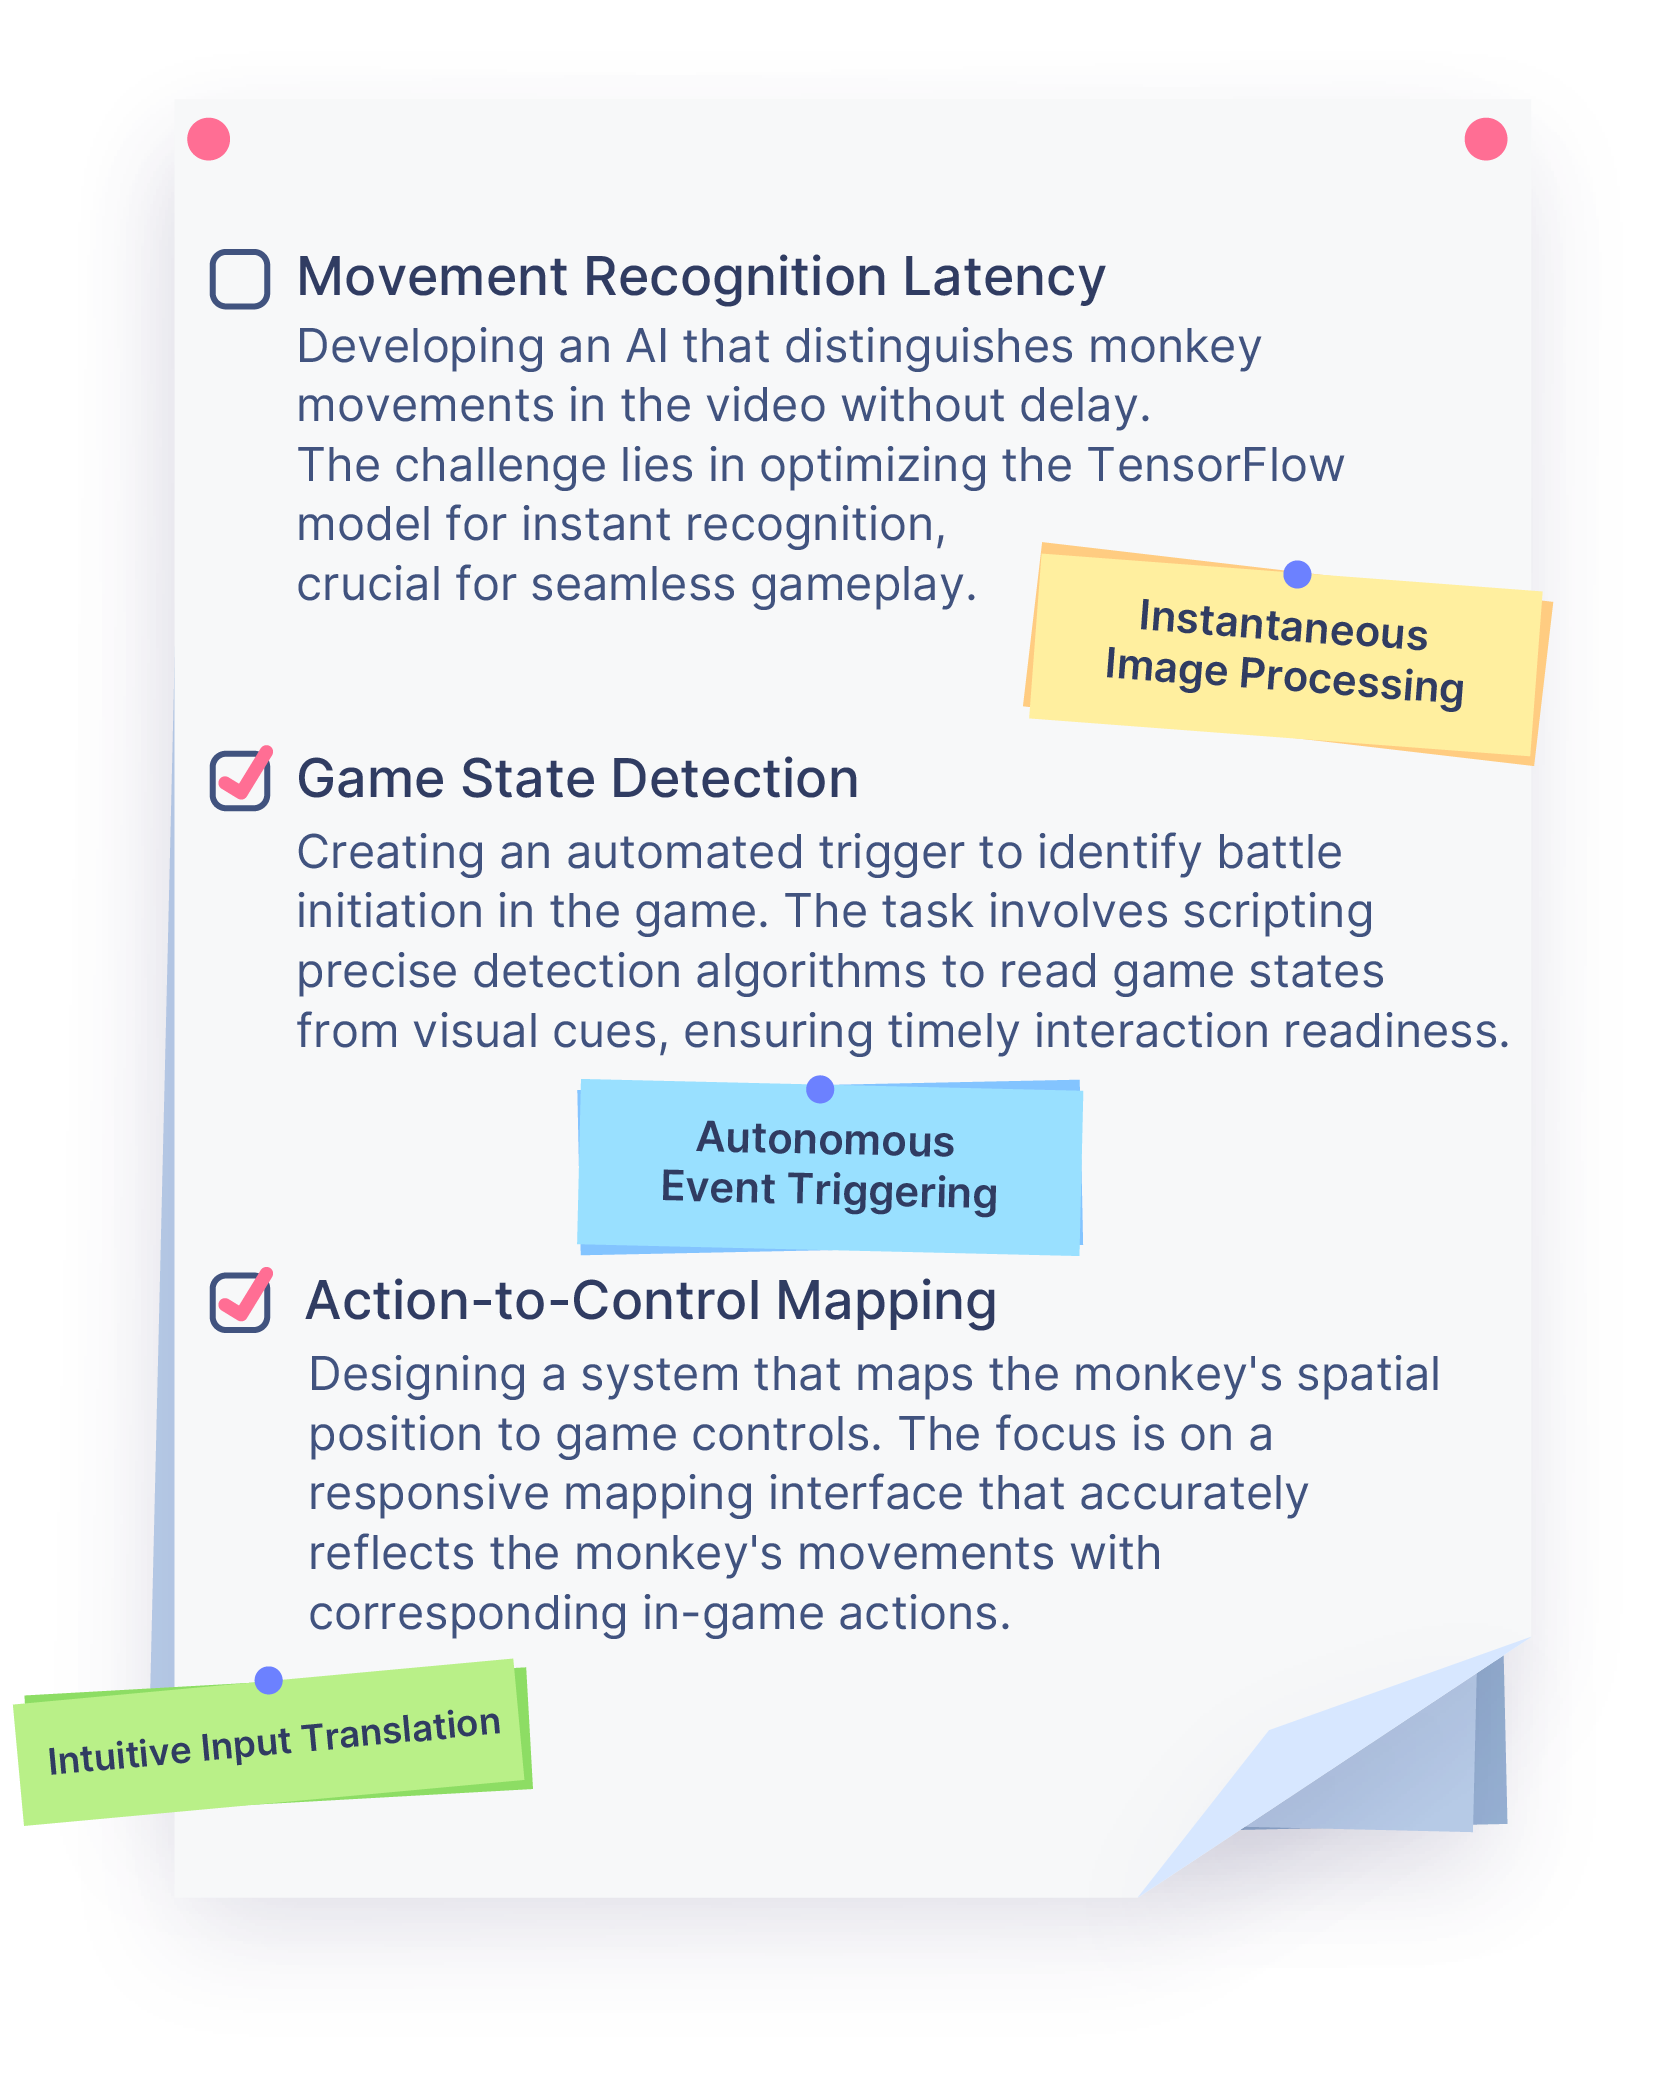 Movement Recognition Latency
Developing an AI that distinguishes monkey
movements in the video without delay.
The challenge lies in optimizing the TensorFlow
model for instant recognition,
crucial for seamless gameplay.
Instantaneous
Image Processing
Game State Detection
Creating an automated trigger to identify battle
initiation in the game. The task involves scripting
precise detection algorithms to read game states
from visual cues, ensuring timely interaction readiness.
Autonomous
Event Triggering
Action-to-Control Mapping
Designing a system that maps the monkey's spatial
position to game controls. The focus is on a
responsive mapping interface that accurately
reflects the monkey's movements with
corresponding in-game actions.
Intuitive Input Translation